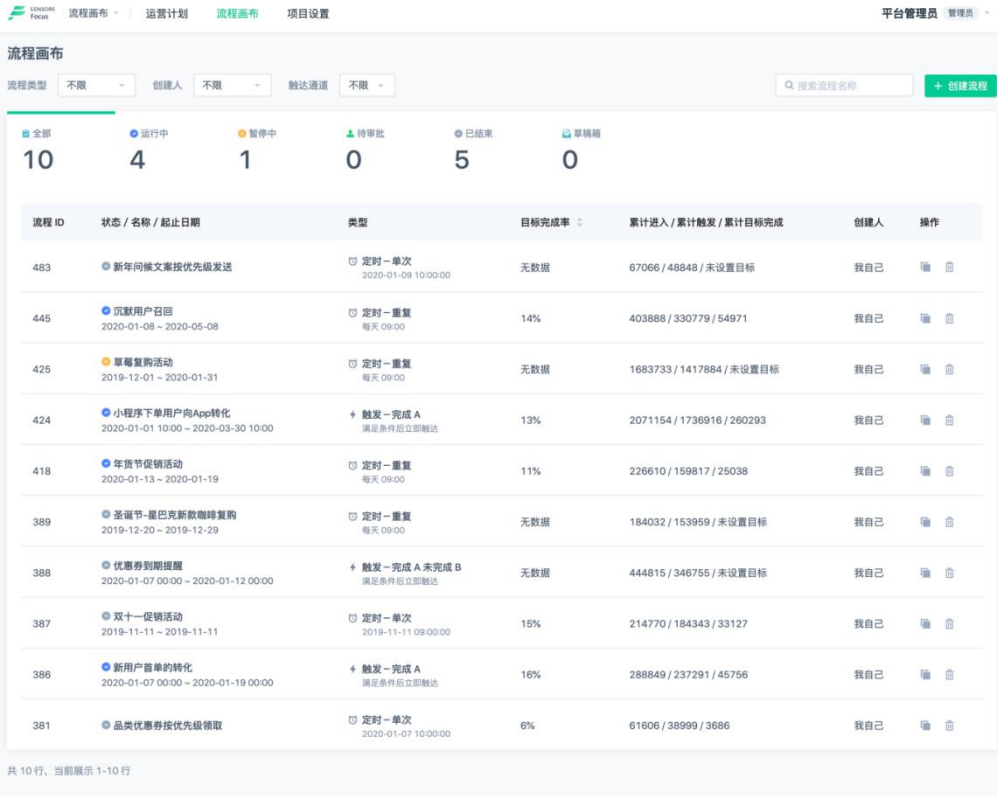 SENSORS Focus 流程画布 运营计划 流程画布 项目设置 平台管理员 管理员
流程画布
流程类型 不限 创建人 不限 触达通道 不限 搜索流程名称 + 创建流程
全部 运行中 暂停中 待审批 已结束 草稿箱
10 4 1 0 5 0
流程 ID 状态 / 名称 / 起止日期 类型 目标完成率 累计进入 / 累计触发 / 累计目标完成 创建人 操作
483 新年问候文案按优先级发送 定时－单次 无数据 67066 / 48848 / 未设置目标 我自己
2020-01-09 10:00:00
445 沉默用户召回 定时－重复 14% 403888 / 330779 / 54971 我自己
2020-01-08 ~ 2020-05-08 每天 09:00
425 草莓复购活动 定时－重复 无数据 1683733 / 1417884 / 未设置目标 我自己
2019-12-01 ~ 2020-01-31 每天 09:00
424 小程序下单用户向App转化 触发－完成 A 13% 2071154 / 1736916 / 260293 我自己
2020-01-01 10:00 ~ 2020-03-30 10:00 满足条件后立即触达
418 年货节促销活动 定时－重复 11% 226610 / 159817 / 25038 我自己
2020-01-13 ~ 2020-01-19 每天 09:00
389 圣诞节-星巴克新款咖啡复购 定时－重复 无数据 184032 / 153959 / 未设置目标 我自己
2019-12-20 ~ 2019-12-29 每天 09:00
388 优惠券到期提醒 触发－完成 A 未完成 B 无数据 444815 / 346755 / 未设置目标 我自己
2020-01-07 00:00 ~ 2020-01-12 00:00 满足条件后立即触达
387 双十一促销活动 定时－单次 15% 214770 / 184343 / 33127 我自己
2019-11-11 ~ 2019-11-11 2019-11-11 09:00:00
386 新用户首单的转化 触发－完成 A 16% 288849 / 237291 / 45756 我自己
2020-01-07 00:00 ~ 2020-01-19 00:00 满足条件后立即触达
381 品类优惠券按优先级领取 定时－单次 6% 61606 / 38999 / 3686 我自己
2020-01-07 10:00:00
共 10 行，当前展示 1-10 行